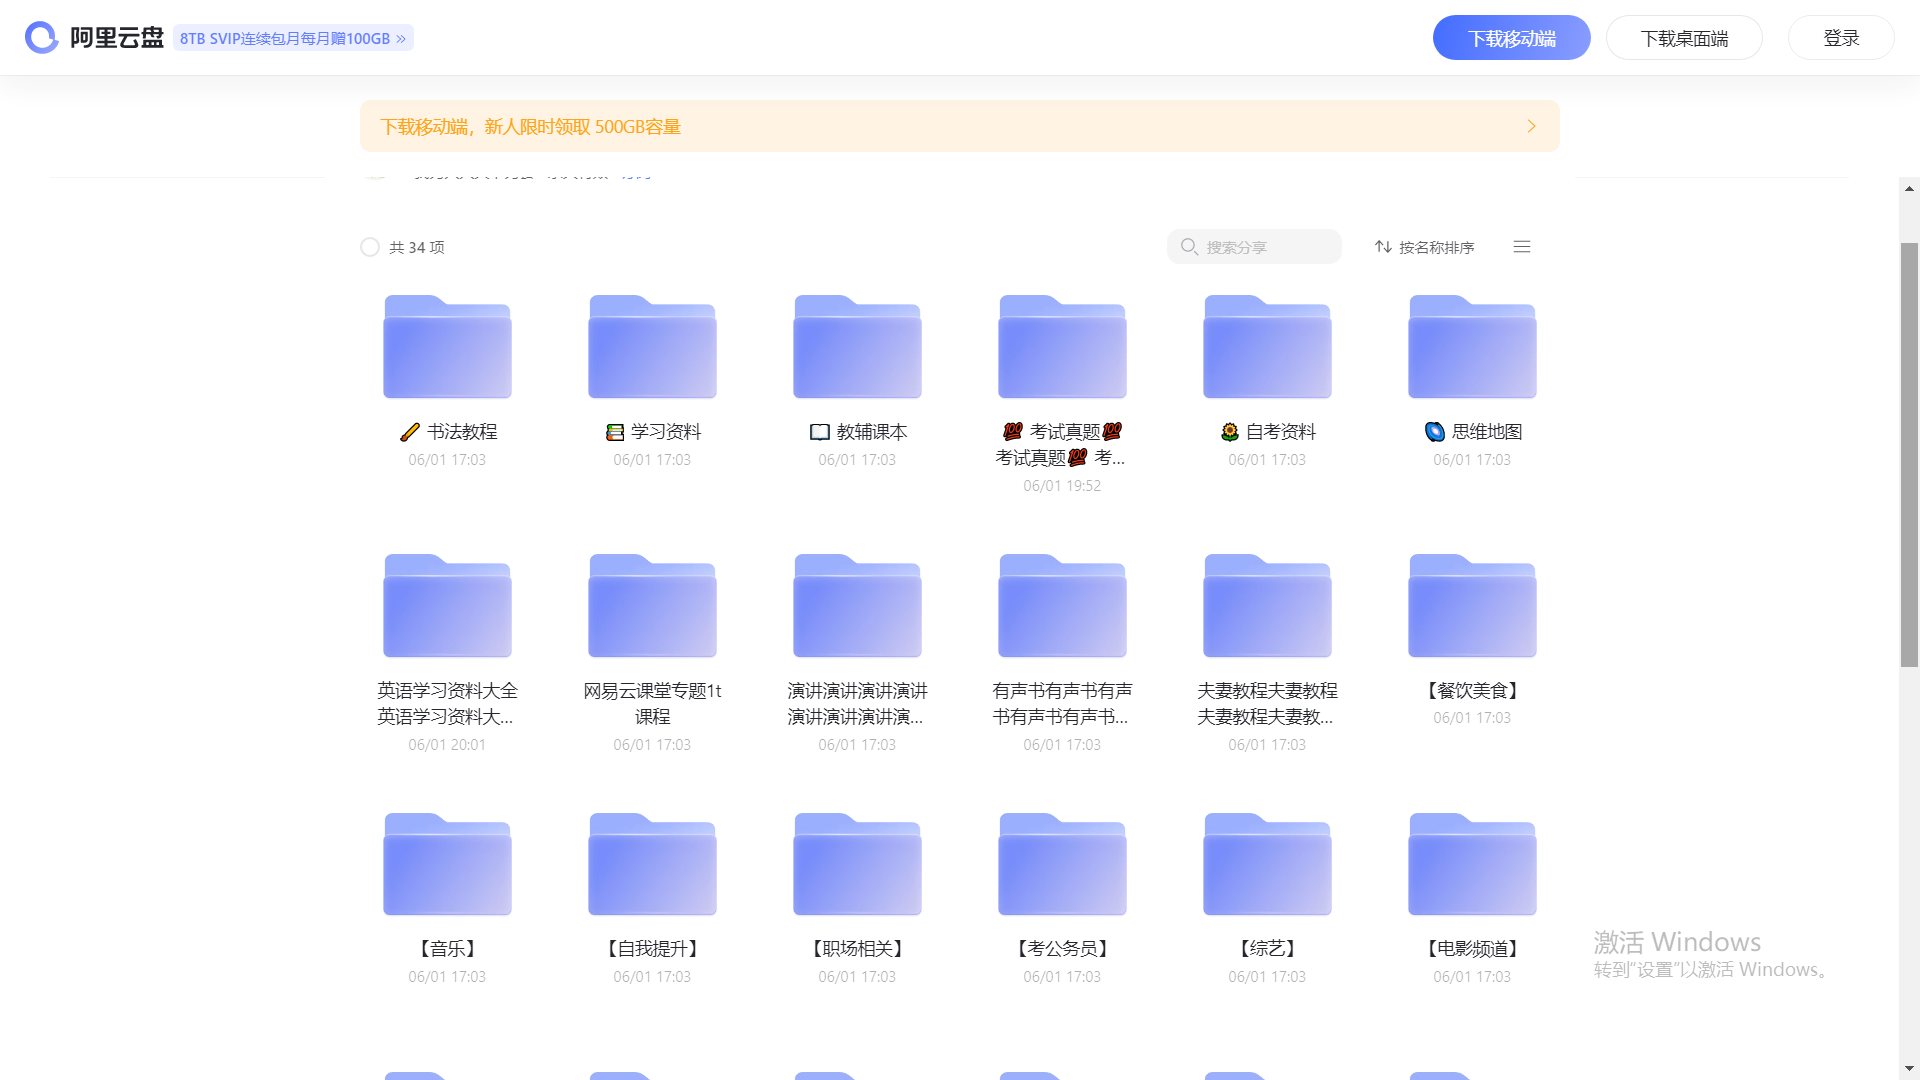 阿里云盘
8TB SVIP连续包月每月赠100GB
下载移动端
下载桌面端
登录
下载移动端，新人限时领取 500GB容量
共 34 项
搜索分享
按名称排序
书法教程
06/01 17:03
学习资料
06/01 17:03
教辅课本
06/01 17:03
💯 考试真题💯
考试真题💯 考...
06/01 19:52
自考资料
06/01 17:03
思维地图
06/01 17:03
英语学习资料大全
英语学习资料大...
06/01 20:01
网易云课堂专题1t
课程
06/01 17:03
演讲演讲演讲演讲
演讲演讲演讲演...
06/01 17:03
有声书有声书有声
书有声书有声书...
06/01 17:03
夫妻教程夫妻教程
夫妻教程夫妻教...
06/01 17:03
【餐饮美食】
06/01 17:03
【音乐】
06/01 17:03
【自我提升】
06/01 17:03
【职场相关】
06/01 17:03
【考公务员】
06/01 17:03
【综艺】
06/01 17:03
【电影频道】
06/01 17:03
激活 Windows
转到“设置”以激活 Windows。